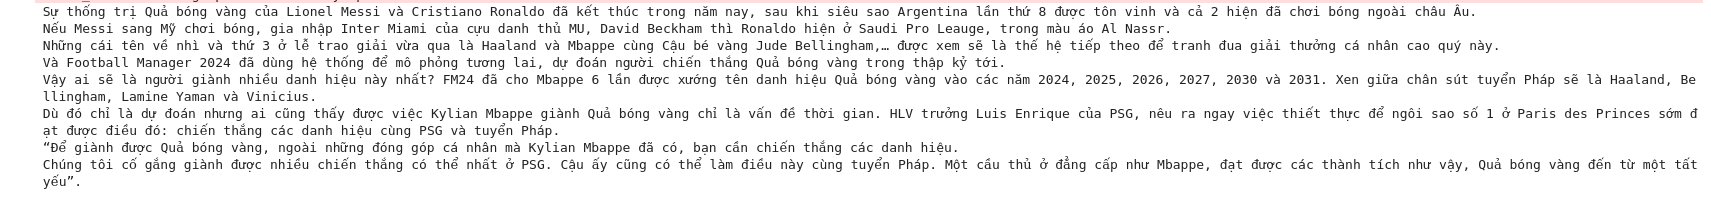 Sự thống trị Quả bóng vàng của Lionel Messi và Cristiano Ronaldo đã kết thúc trong năm nay, sau khi siêu sao Argentina lần thứ 8 được tôn vinh và cả 2 hiện đã chơi bóng ngoài châu Âu.
Nếu Messi sang Mỹ chơi bóng, gia nhập Inter Miami của cựu danh thủ MU, David Beckham thì Ronaldo hiện ở Saudi Pro Leauge, trong màu áo Al Nassr.
Những cái tên về nhì và thứ 3 ở lễ trao giải vừa qua là Haaland và Mbappe cùng Cậu bé vàng Jude Bellingham,… được xem sẽ là thế hệ tiếp theo để tranh đua giải thưởng cá nhân cao quý này.
Và Football Manager 2024 đã dùng hệ thống để mô phỏng tương lai, dự đoán người chiến thắng Quả bóng vàng trong thập kỷ tới.
Vậy ai sẽ là người giành nhiều danh hiệu này nhất? FM24 đã cho Mbappe 6 lần được xướng tên danh hiệu Quả bóng vàng vào các năm 2024, 2025, 2026, 2027, 2030 và 2031. Xen giữa chân sút tuyển Pháp sẽ là Haaland, Be
llingham, Lamine Yaman và Vinicius.
Dù đó chỉ là dự đoán nhưng ai cũng thấy được việc Kylian Mbappe giành Quả bóng vàng chỉ là vấn đề thời gian. HLV trưởng Luis Enrique của PSG, nêu ra ngay việc thiết thực để ngôi sao số 1 ở Paris des Princes sớm đ
ạt được điều đó: chiến thắng các danh hiệu cùng PSG và tuyển Pháp.
“Để giành được Quả bóng vàng, ngoài những đóng góp cá nhân mà Kylian Mbappe đã có, bạn cần chiến thắng các danh hiệu.
Chúng tôi cố gắng giành được nhiều chiến thắng có thể nhất ở PSG. Cậu ấy cũng có thể làm điều này cùng tuyển Pháp. Một cầu thủ ở đẳng cấp như Mbappe, đạt được các thành tích như vậy, Quả bóng vàng đến từ một tất
yếu”.